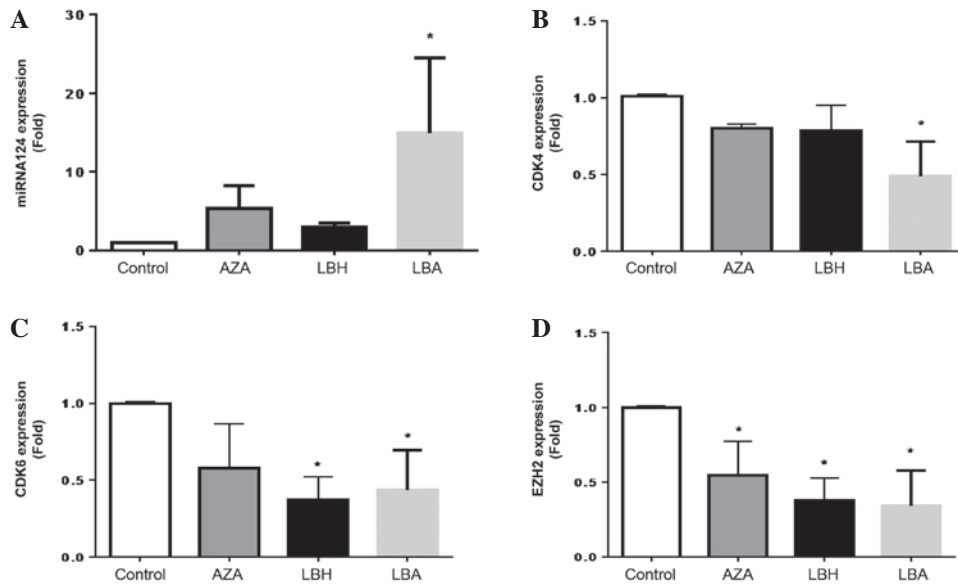 A
miRNA124 expression
(Fold)
30
20
10
0
*
Control AZA LBH LBA
B
CDK4 expression
(Fold)
1.5
1.0
0.5
0.0
*
Control AZA LBH LBA
C
CDK6 expression
(Fold)
1.5
1.0
0.5
0.0
* *
Control AZA LBH LBA
D
EZH2 expression
(Fold)
1.5
1.0
0.5
0.0
* * *
Control AZA LBH LBA